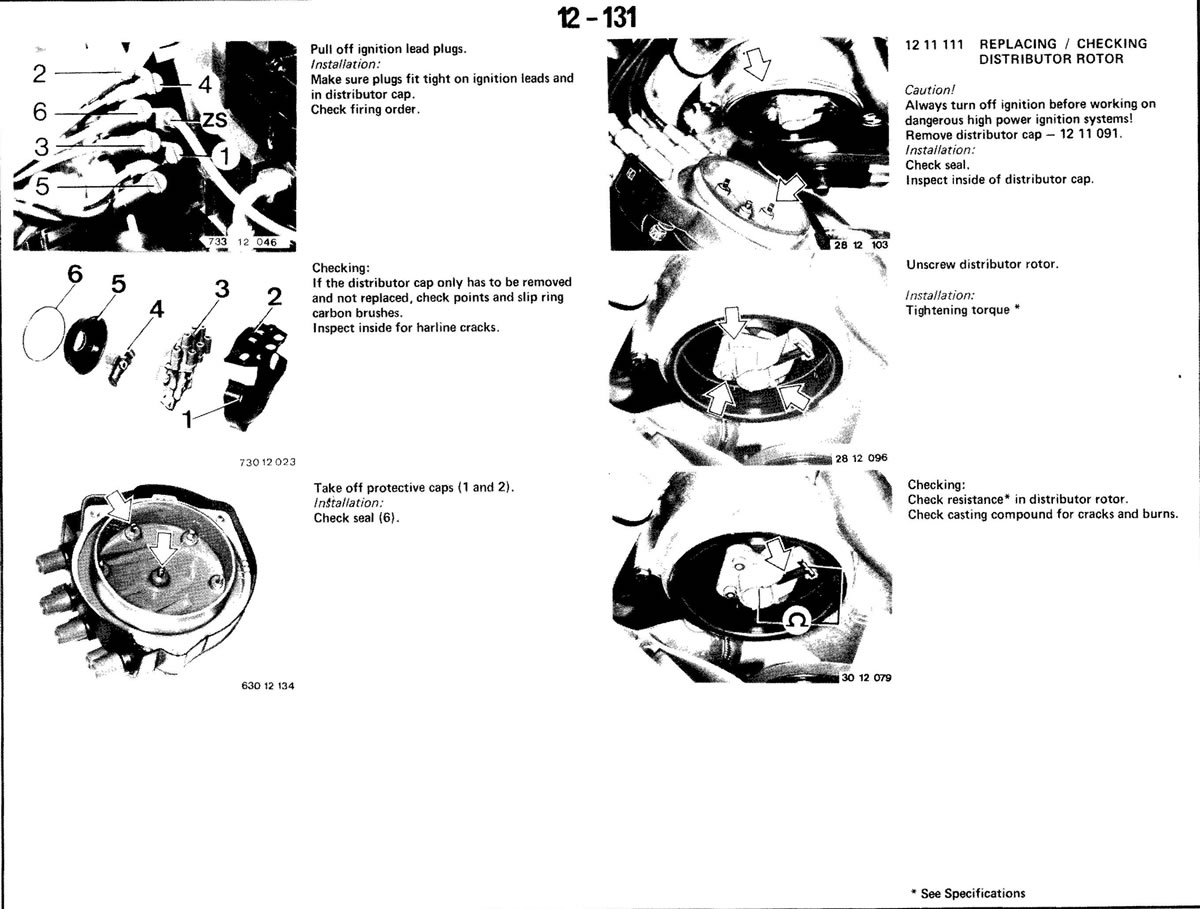 12 - 131
2
4
6
ZS
3
1
5
733 12 046
Pull off ignition lead plugs.
Installation:
Make sure plugs fit tight on ignition leads and
in distributor cap.
Check firing order.
6
5
4
3
2
1
730 12 023
Checking:
If the distributor cap only has to be removed
and not replaced, check points and slip ring
carbon brushes.
Inspect inside for harline cracks.
630 12 134
Take off protective caps (1 and 2).
Installation:
Check seal (6).
28 12 103
12 11 111 REPLACING / CHECKING
DISTRIBUTOR ROTOR
Caution!
Always turn off ignition before working on
dangerous high power ignition systems!
Remove distributor cap – 12 11 091.
Installation:
Check seal.
Inspect inside of distributor cap.
28 12 096
Unscrew distributor rotor.
Installation:
Tightening torque *
Ω
30 12 079
Checking:
Check resistance* in distributor rotor.
Check casting compound for cracks and burns.
* See Specifications